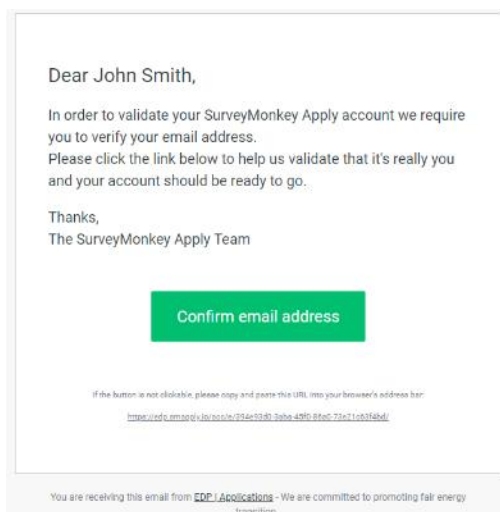 Dear John Smith,
In order to validate your SurveyMonkey Apply account we require
you to verify your email address.
Please click the link below to help us validate that it's really you
and your account should be ready to go.
Thanks,
The SurveyMonkey Apply Team
Confirm email address
If the button is not clickable, please copy and paste this URL into your browser's address bar:
You are receiving this email from EDP | Applications - We are committed to promoting fair energy
transition